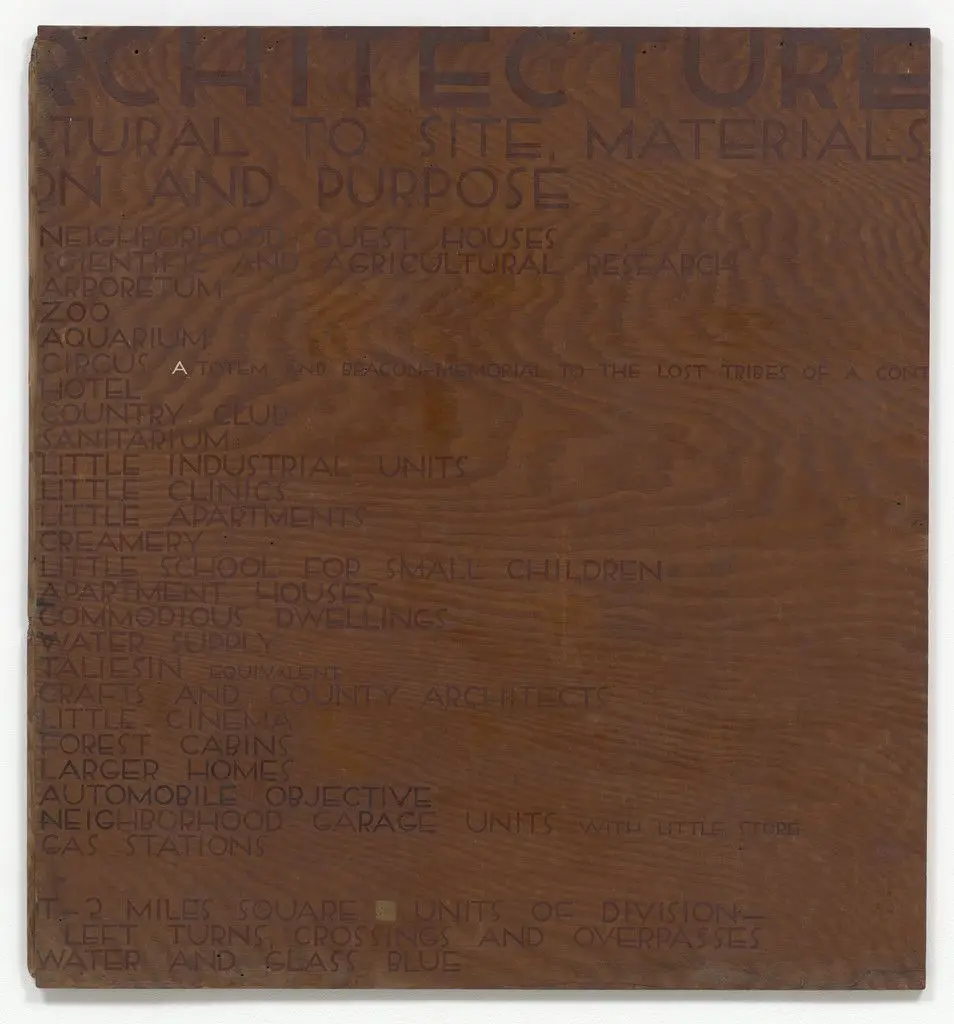 RCHITECTURE
TURAL TO SITE, MATERIALS
ON AND PURPOSE
NEIGHBORHOOD GUEST HOUSES
SCIENTIFIC AND AGRICULTURAL RESEARCH
ARBORETUM
ZOO
AQUARIUM
CIRCUS A TOTEM AND BEACON-MEMORIAL TO THE LOST TRIBES OF A CONT
HOTEL
COUNTRY CLUB
SANITARIUM
LITTLE INDUSTRIAL UNITS
LITTLE CLINICS
LITTLE APARTMENTS
CREAMERY
LITTLE SCHOOL FOR SMALL CHILDREN
APARTMENT HOUSES
COMMODIOUS DWELLINGS
WATER SUPPLY
TALIESIN EQUIVALENT
CRAFTS AND COUNTY ARCHITECTS
LITTLE CINEMA
FOREST CABINS
LARGER HOMES
AUTOMOBILE OBJECTIVE
NEIGHBORHOOD GARAGE UNITS WITH LITTLE STORE
GAS STATIONS
T-2 MILES SQUARE UNITS OF DIVISION-
LEFT TURNS, CROSSINGS AND OVERPASSES
WATER AND GLASS BLUE